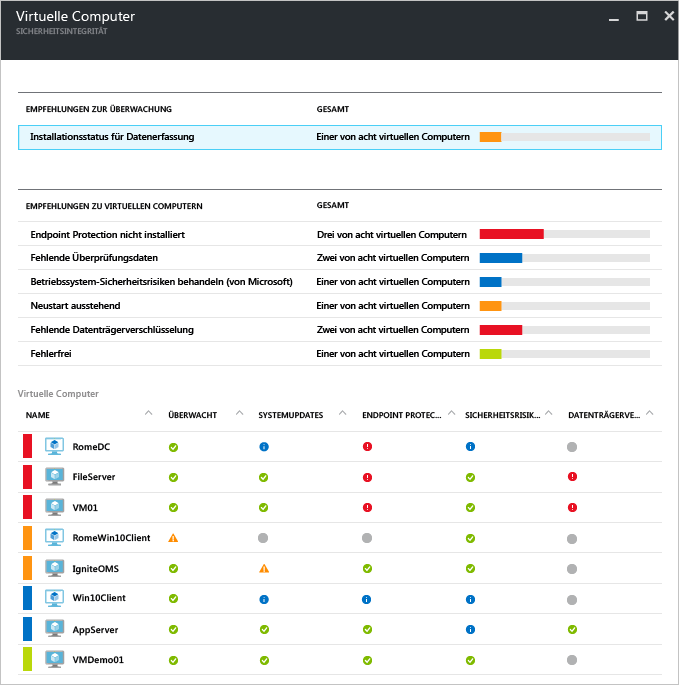 Virtuelle Computer
SICHERHEITSINTEGRITÄT
EMPFEHLUNGEN ZUR ÜBERWACHUNG GESAMT
Installationsstatus für Datenerfassung Einer von acht virtuellen Computern
EMPFEHLUNGEN ZU VIRTUELLEN COMPUTERN GESAMT
Endpoint Protection nicht installiert Drei von acht virtuellen Computern
Fehlende Überprüfungsdaten Zwei von acht virtuellen Computern
Betriebssystem-Sicherheitsrisiken behandeln (von Microsoft) Einer von acht virtuellen Computern
Neustart ausstehend Einer von acht virtuellen Computern
Fehlende Datenträgerverschlüsselung Zwei von acht virtuellen Computern
Fehlerfrei Einer von acht virtuellen Computern
Virtuelle Computer
NAME ÜBERWACHT SYSTEMUPDATES ENDPOINT PROTEC... SICHERHEITSRISIK... DATENTRÄGERVE...
RomeDC
FileServer
VM01
RomeWin10Client
IgniteOMS
Win10Client
AppServer
VMDemo01